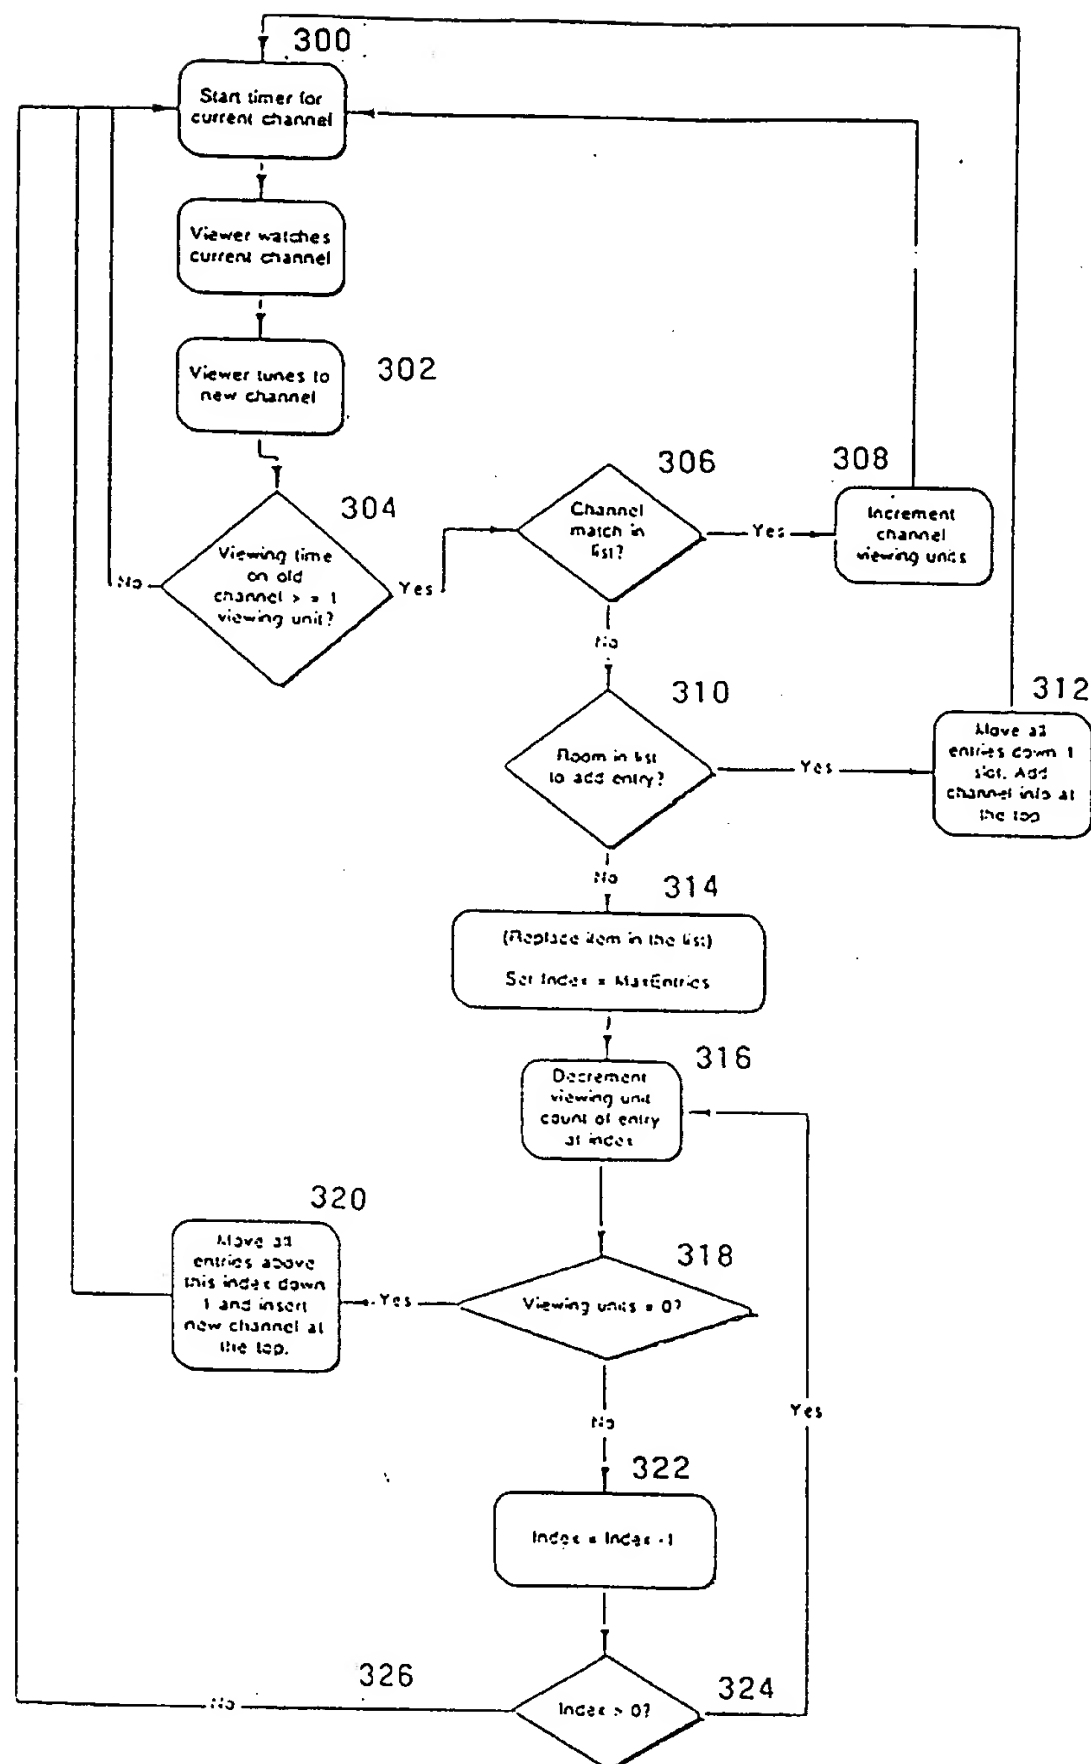 300
Start timer for
current channel
Viewer watches
current channel
Viewer tunes to
new channel
302
304
Viewing time
on old
channel > = 1
viewing unit?
No
Yes
306
Channel
match in
list?
Yes
308
Increment
channel
viewing units
No
310
Room in list
to add entry?
Yes
312
Move all
entries down 1
slot. Add
channel info at
the top
No
314
(Replace item in the list)
Set Index = MaxEntries
316
Decrement
viewing unit
count of entry
at index
318
Viewing units = 0?
Yes
320
Move all
entries above
this index down
1 and insert
new channel at
the top.
No
Yes
322
Index = Index -1
324
Index > 0?
326
No